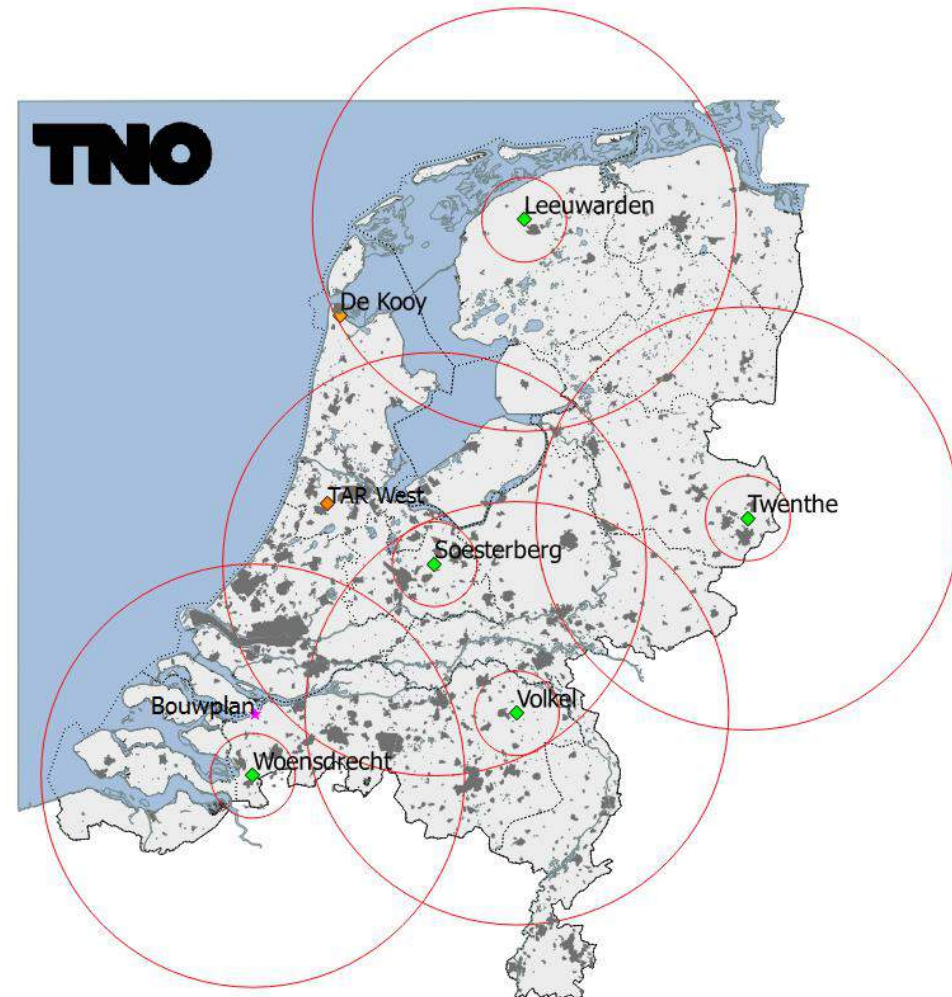 TNO
Leeuwarden
De Kooy
TAR West
Twenthe
Soesterberg
Volkel
Bouwplan
Woensdrecht